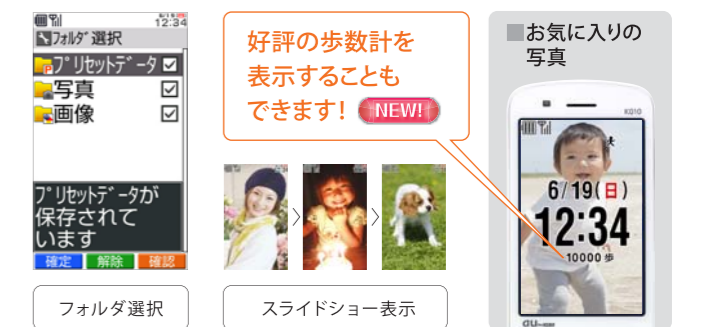 12:34
フォルダ選択
プリセットデータ
写真
画像
プリセットデータが
保存されて
います
確定 解除 確認
フォルダ選択
好評の歩数計を
表示することも
できます! NEW!
スライドショー表示
■お気に入りの
写真
K010
6/19(日)
12:34
10000 歩
au